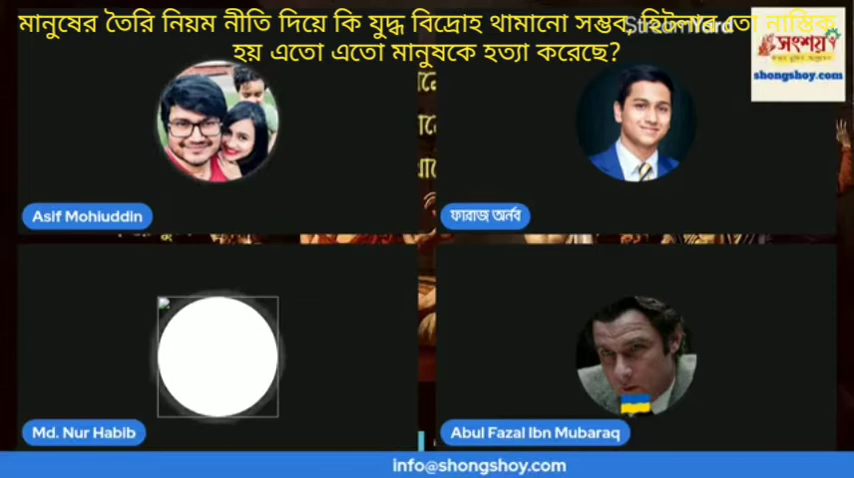 মানুষের তৈরি নিয়ম নীতি দিয়ে কি যুদ্ধ বিদ্রোহ থামানো সম্ভব, হিটলার তো নাস্তিক
হয় এতো এতো মানুষকে হত্যা করেছে?
StreamYard
সংশয়
shongshoy.com
Asif Mohiuddin
ফারাজ অর্নব
Md. Nur Habib
Abul Fazal Ibn Mubaraq
info@shongshoy.com